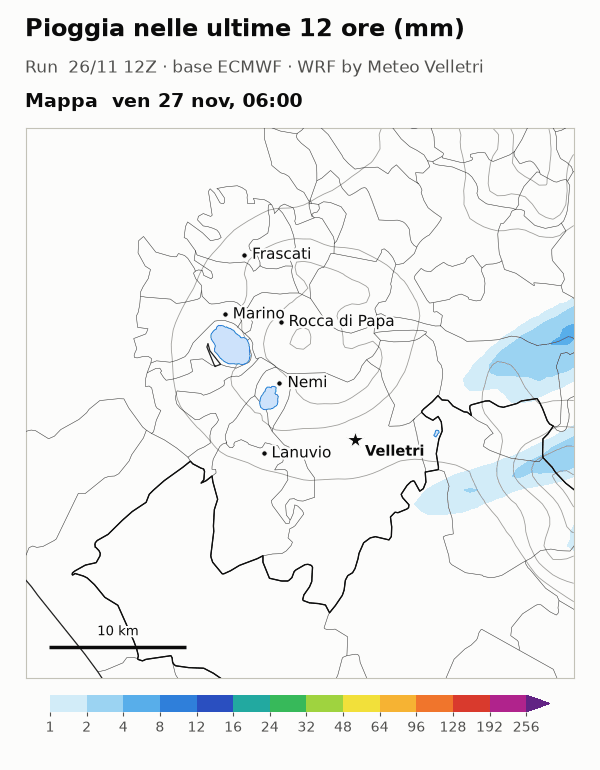 Pioggia nelle ultime 12 ore (mm)
Run 26/11 12Z · base ECMWF · WRF by Meteo Velletri
Mappa ven 27 nov, 06:00
Frascati
Marino
Rocca di Papa
Nemi
Velletri
Lanuvio
10 km
1 2 4 8 12 16 24 32 48 64 96 128 192 256